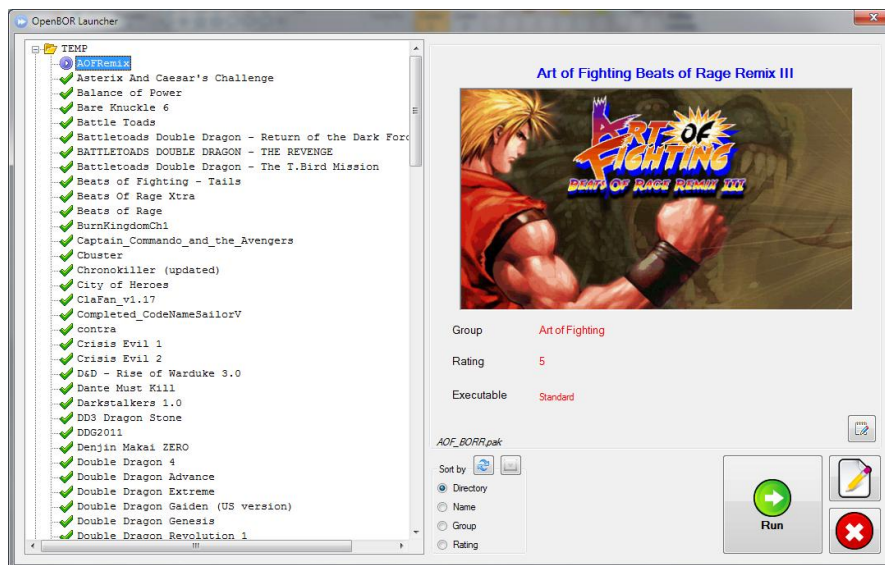 OpenBOR Launcher
TEMP
AOFRemix
Asterix And Caesar's Challenge
Balance of Power
Bare Knuckle 6
Battle Toads
Battletoads Double Dragon - Return of the Dark Forc
BATTLETOADS DOUBLE DRAGON - THE REVENGE
Battletoads Double Dragon - The T.Bird Mission
Beats of Fighting - Tails
Beats Of Rage Xtra
Beats of Rage
BurnKingdomCh1
Captain_Commando_and_the_Avengers
Cbuster
Chronokiller (updated)
City of Heroes
ClaFan_v1.17
Completed_CodeNameSailorV
contra
Crisis Evil 1
Crisis Evil 2
D&D - Rise of Warduke 3.0
Dante Must Kill
Darkstalkers 1.0
DD3 Dragon Stone
DDG2011
Denjin Makai ZERO
Double Dragon 4
Double Dragon Advance
Double Dragon Extreme
Double Dragon Gaiden (US version)
Double Dragon Genesis
Double Dragon Revolution 1
Art of Fighting Beats of Rage Remix III
ART OF
FIGHTING
BEATS OF RAGE REMIX III
Group Art of Fighting
Rating 5
Executable Standard
AOF_BORR.pak
Sort by
Directory
Name
Group
Rating
Run